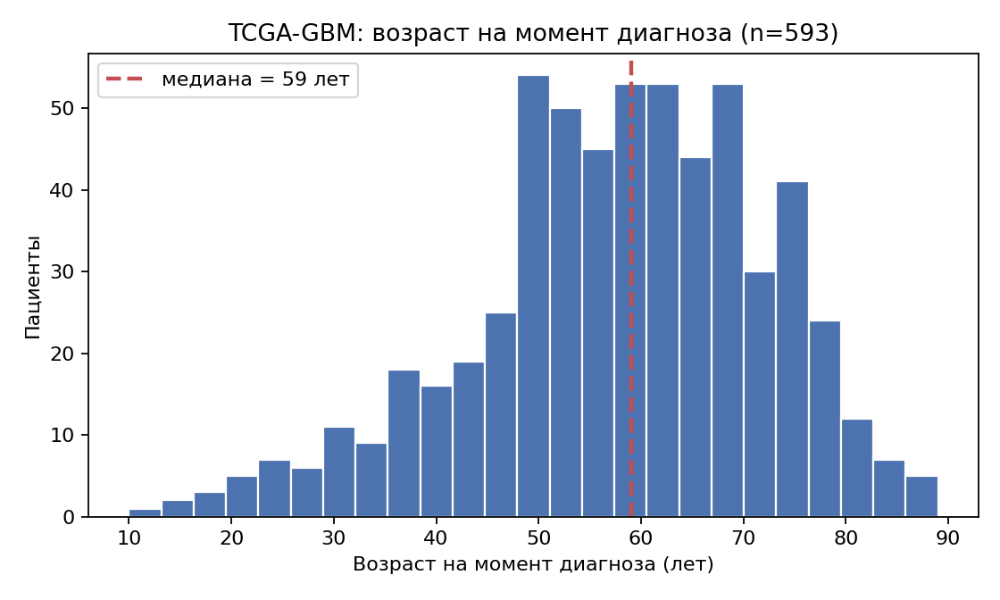 TCGA-GBM: возраст на момент диагноза (n=593)
медиана = 59 лет
Пациенты
50
40
30
20
10
0
10 20 30 40 50 60 70 80 90
Возраст на момент диагноза (лет)